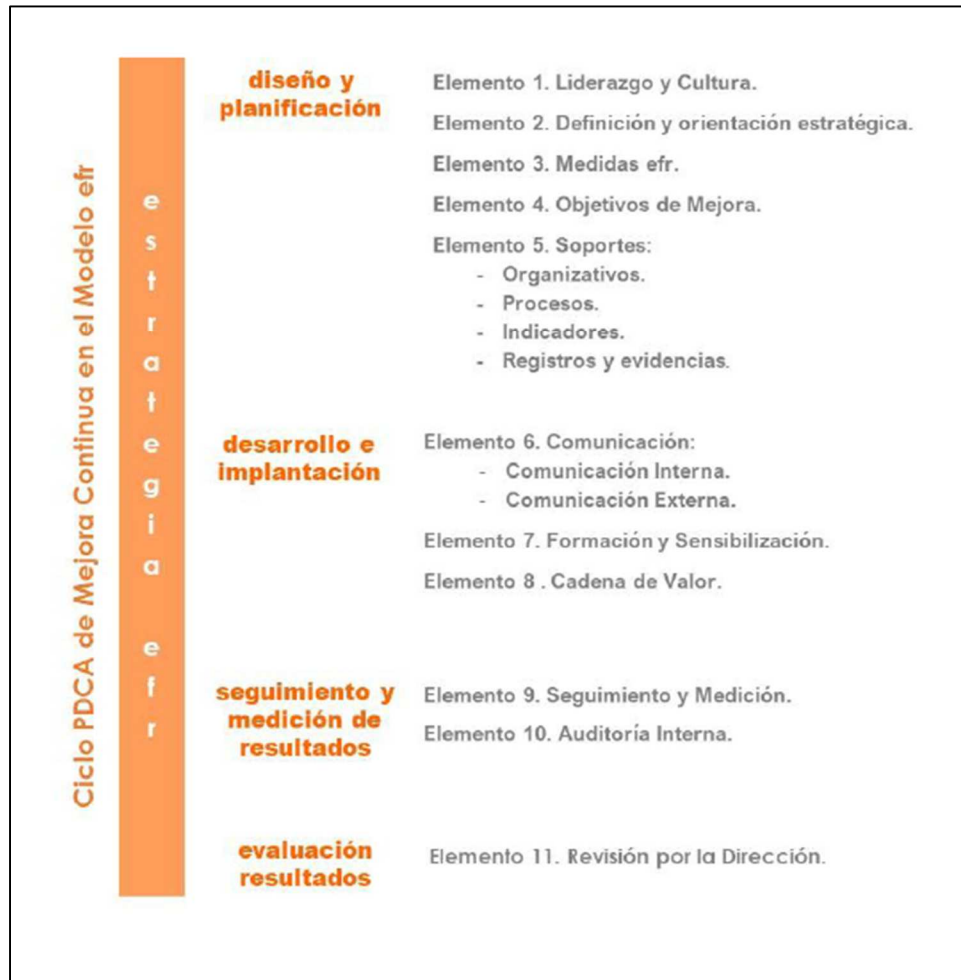 Ciclo PDCA de Mejora Continua en el Modelo efr
estrategia efr
diseño y
planificación
Elemento 1. Liderazgo y Cultura.
Elemento 2. Definición y orientación estratégica.
Elemento 3. Medidas efr.
Elemento 4. Objetivos de Mejora.
Elemento 5. Soportes:
- Organizativos.
- Procesos.
- Indicadores.
- Registros y evidencias.
desarrollo e
implantación
Elemento 6. Comunicación:
- Comunicación Interna.
- Comunicación Externa.
Elemento 7. Formación y Sensibilización.
Elemento 8 . Cadena de Valor.
seguimiento y
medición de
resultados
Elemento 9. Seguimiento y Medición.
Elemento 10. Auditoría Interna.
evaluación
resultados
Elemento 11. Revisión por la Dirección.